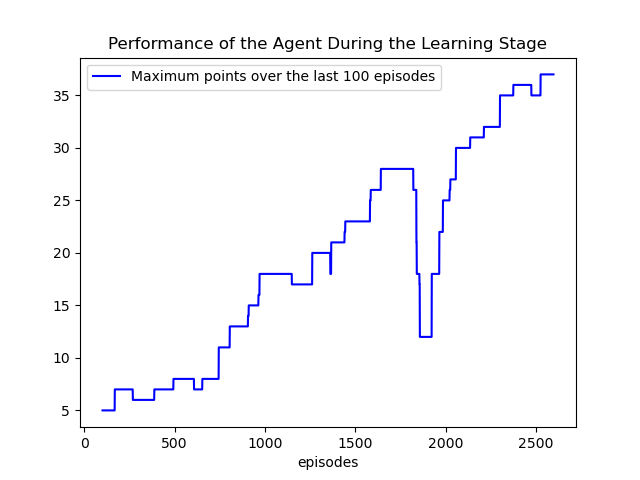 Performance of the Agent During the Learning Stage
Maximum points over the last 100 episodes
35
30
25
20
15
10
5
0 500 1000 1500 2000 2500
episodes